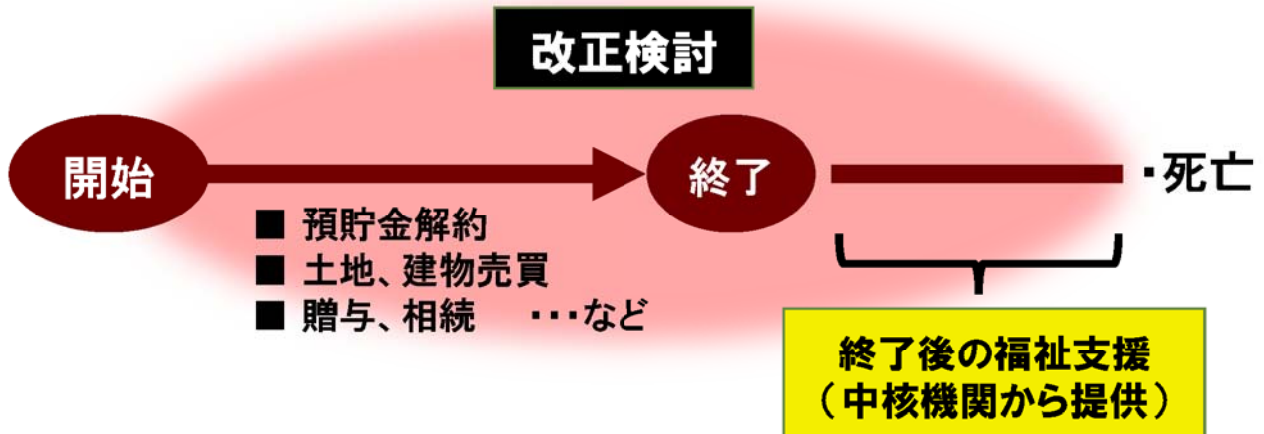 改正検討
開始
終了
・死亡
■ 預貯金解約
■ 土地、建物売買
■ 贈与、相続 ・・・など
終了後の福祉支援
（中核機関から提供）